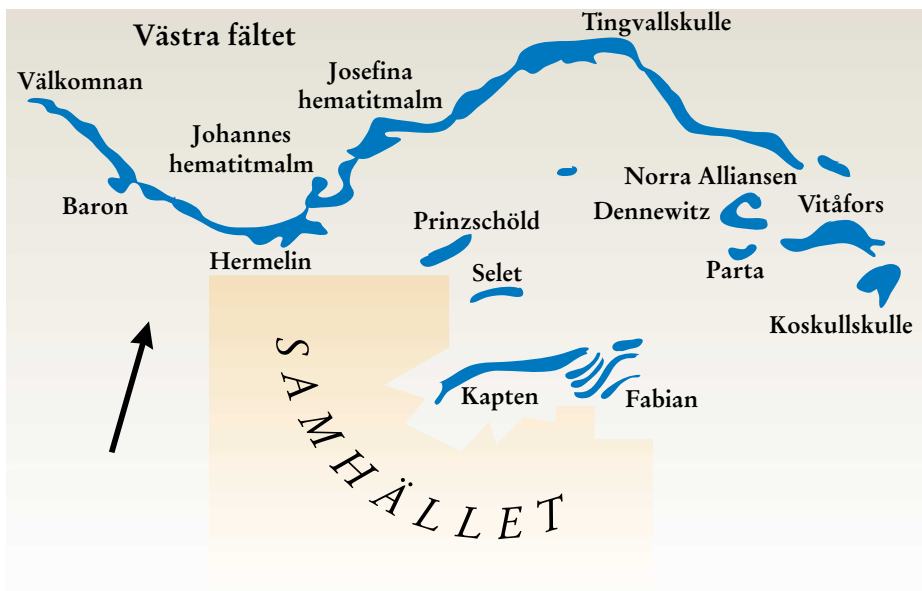 Tingvallskulle
Västra fältet
Josefina
hematitmalm
Välkomnan
Johannes
hematitmalm
Norra Alliansen
Baron
Dennewitz
Vitåfors
Prinzschöld
Hermelin
Selet
Parta
Koskullskulle
SAMHÄLLET
Kapten
Fabian